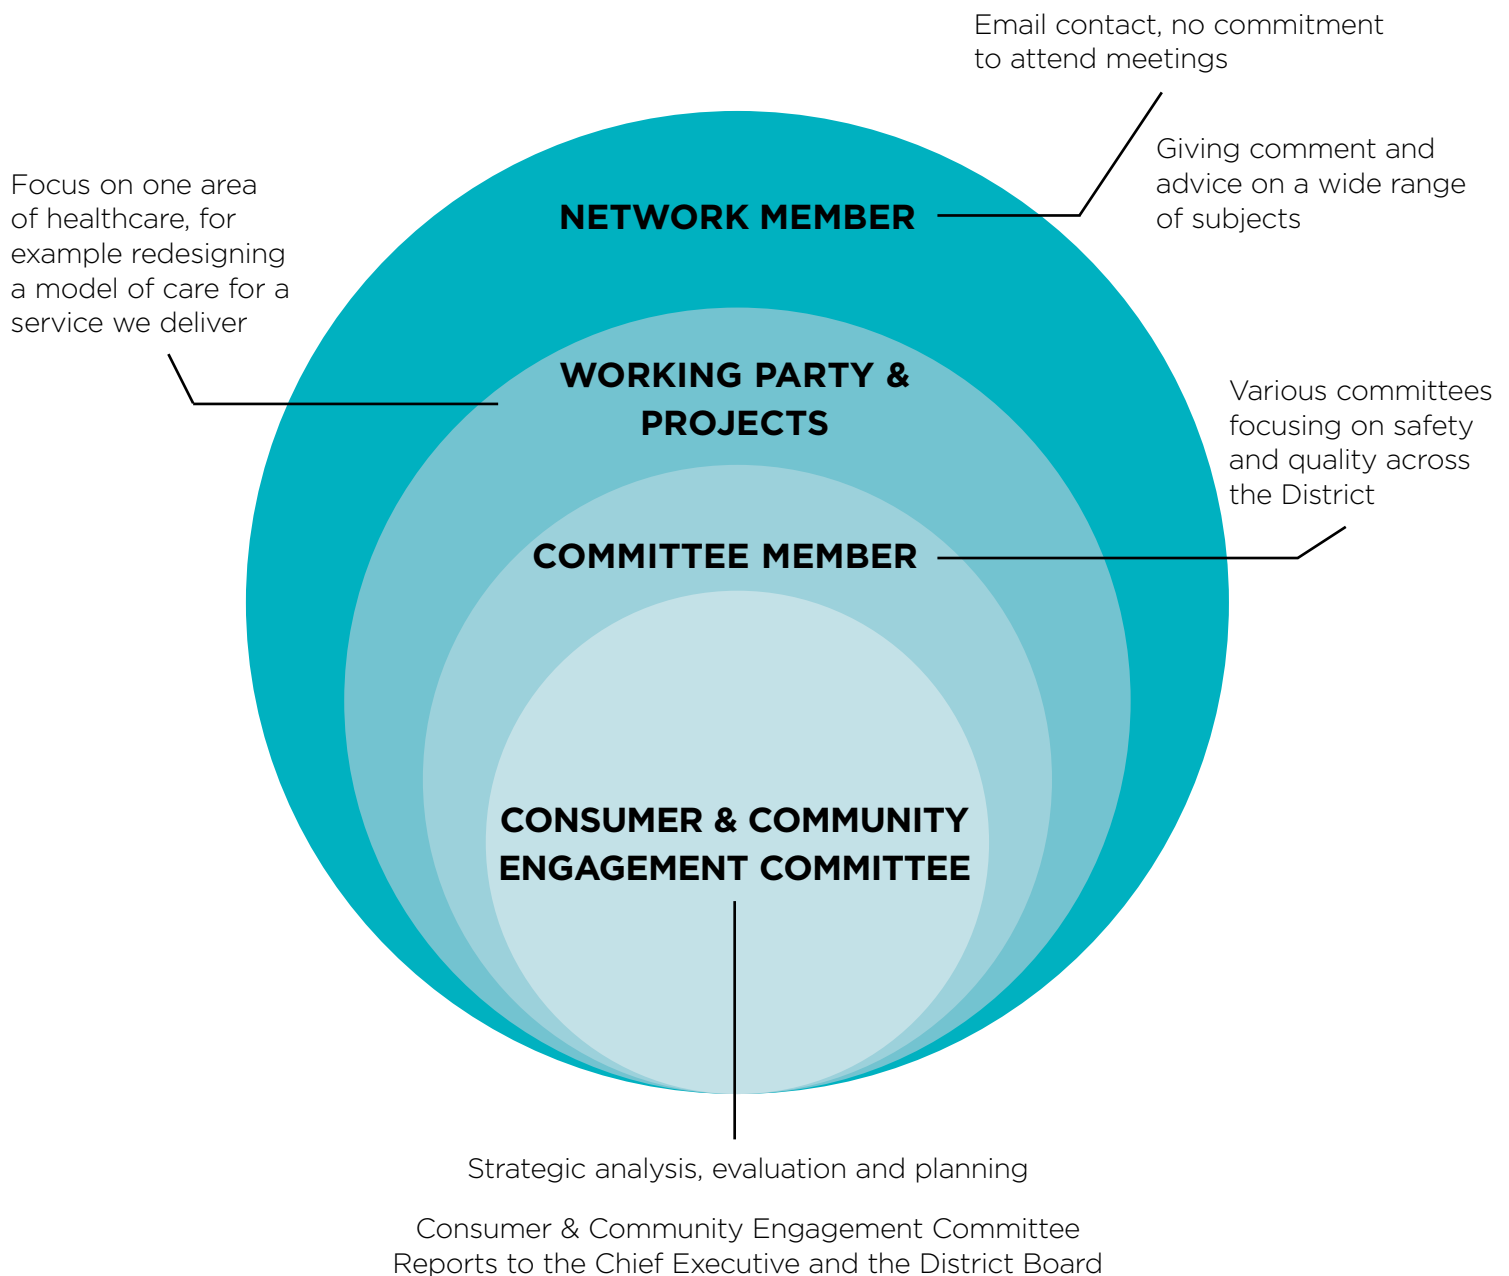 Email contact, no commitment
to attend meetings
Giving comment and
advice on a wide range
of subjects
Focus on one area
of healthcare, for
example redesigning
a model of care for a
service we deliver
NETWORK MEMBER
WORKING PARTY &
PROJECTS
Various committees
focusing on safety
and quality across
the District
COMMITTEE MEMBER
CONSUMER & COMMUNITY
ENGAGEMENT COMMITTEE
Strategic analysis, evaluation and planning
Consumer & Community Engagement Committee
Reports to the Chief Executive and the District Board